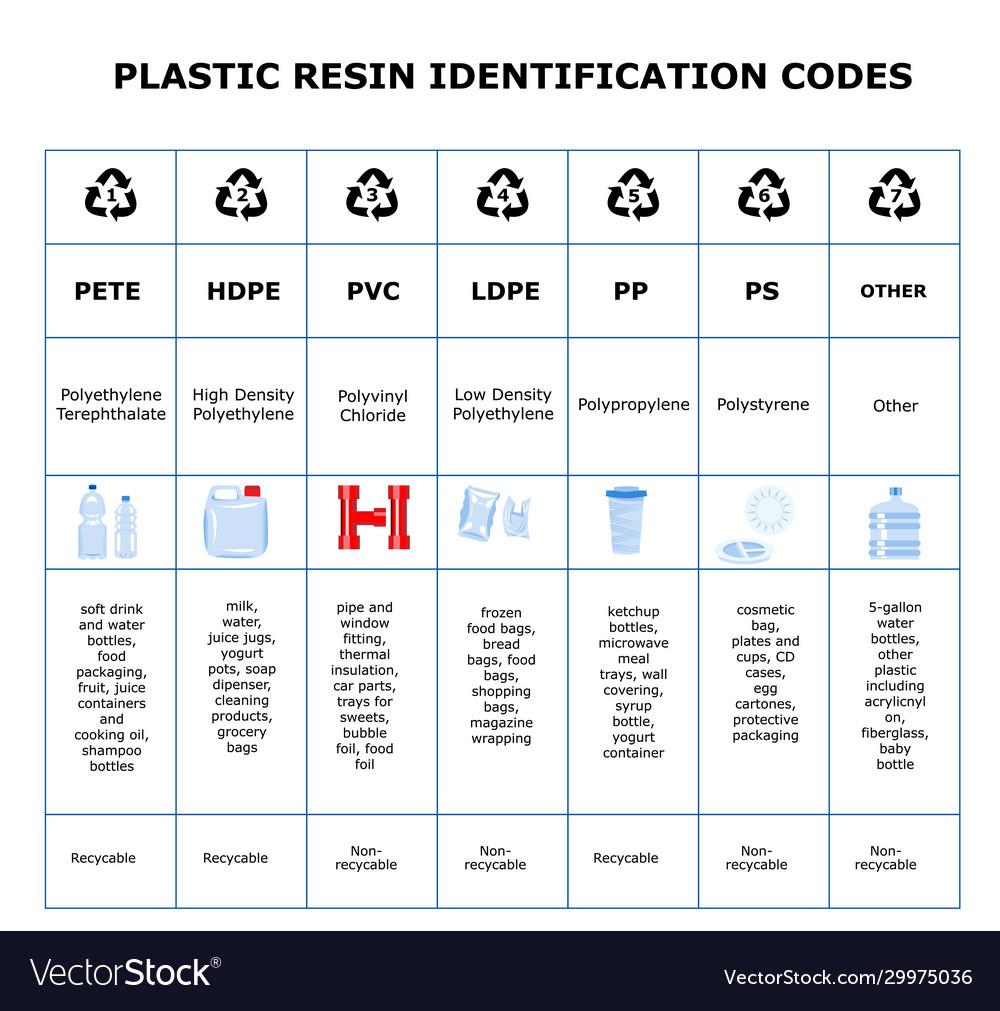 PLASTIC RESIN IDENTIFICATION CODES
1
2
3
4
5
6
7
PETE
HDPE
PVC
LDPE
PP
PS
OTHER
Polyethylene
Terephthalate
High Density
Polyethylene
Polyvinyl
Chloride
Low Density
Polyethylene
Polypropylene
Polystyrene
Other
soft drink
and water
bottles,
food
packaging,
fruit, juice
containers
and
cooking oil,
shampoo
bottles
milk,
water,
juice jugs,
yogurt
pots, soap
dipenser,
cleaning
products,
grocery
bags
pipe and
window
fitting,
thermal
insulation,
car parts,
trays for
sweets,
bubble
foil, food
foil
frozen
food bags,
bread
bags, food
bags,
shopping
bags,
magazine
wrapping
ketchup
bottles,
microwave
meal
trays, wall
covering,
syrup
bottle,
yogurt
container
cosmetic
bag,
plates and
cups, CD
cases,
egg
cartones,
protective
packaging
5-gallon
water
bottles,
other
plastic
including
acrylicnyl
on,
fiberglass,
baby
bottle
Recycable
Recycable
Non-
recycable
Non-
recycable
Recycable
Non-
recycable
Non-
recycable
VectorStock®
VectorStock.com/29975036